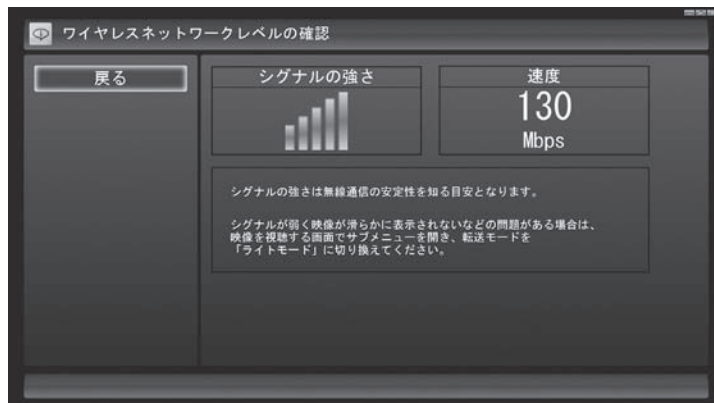 ワイヤレスネットワークレベルの確認
戻る
シグナルの強さ
速度
130
Mbps
シグナルの強さは無線通信の安定性を知る目安となります。
シグナルが弱く映像が滑らかに表示されないなどの問題がある場合は、
映像を視聴する画面でサブメニューを開き、転送モードを
「ライトモード」に切り換えてください。